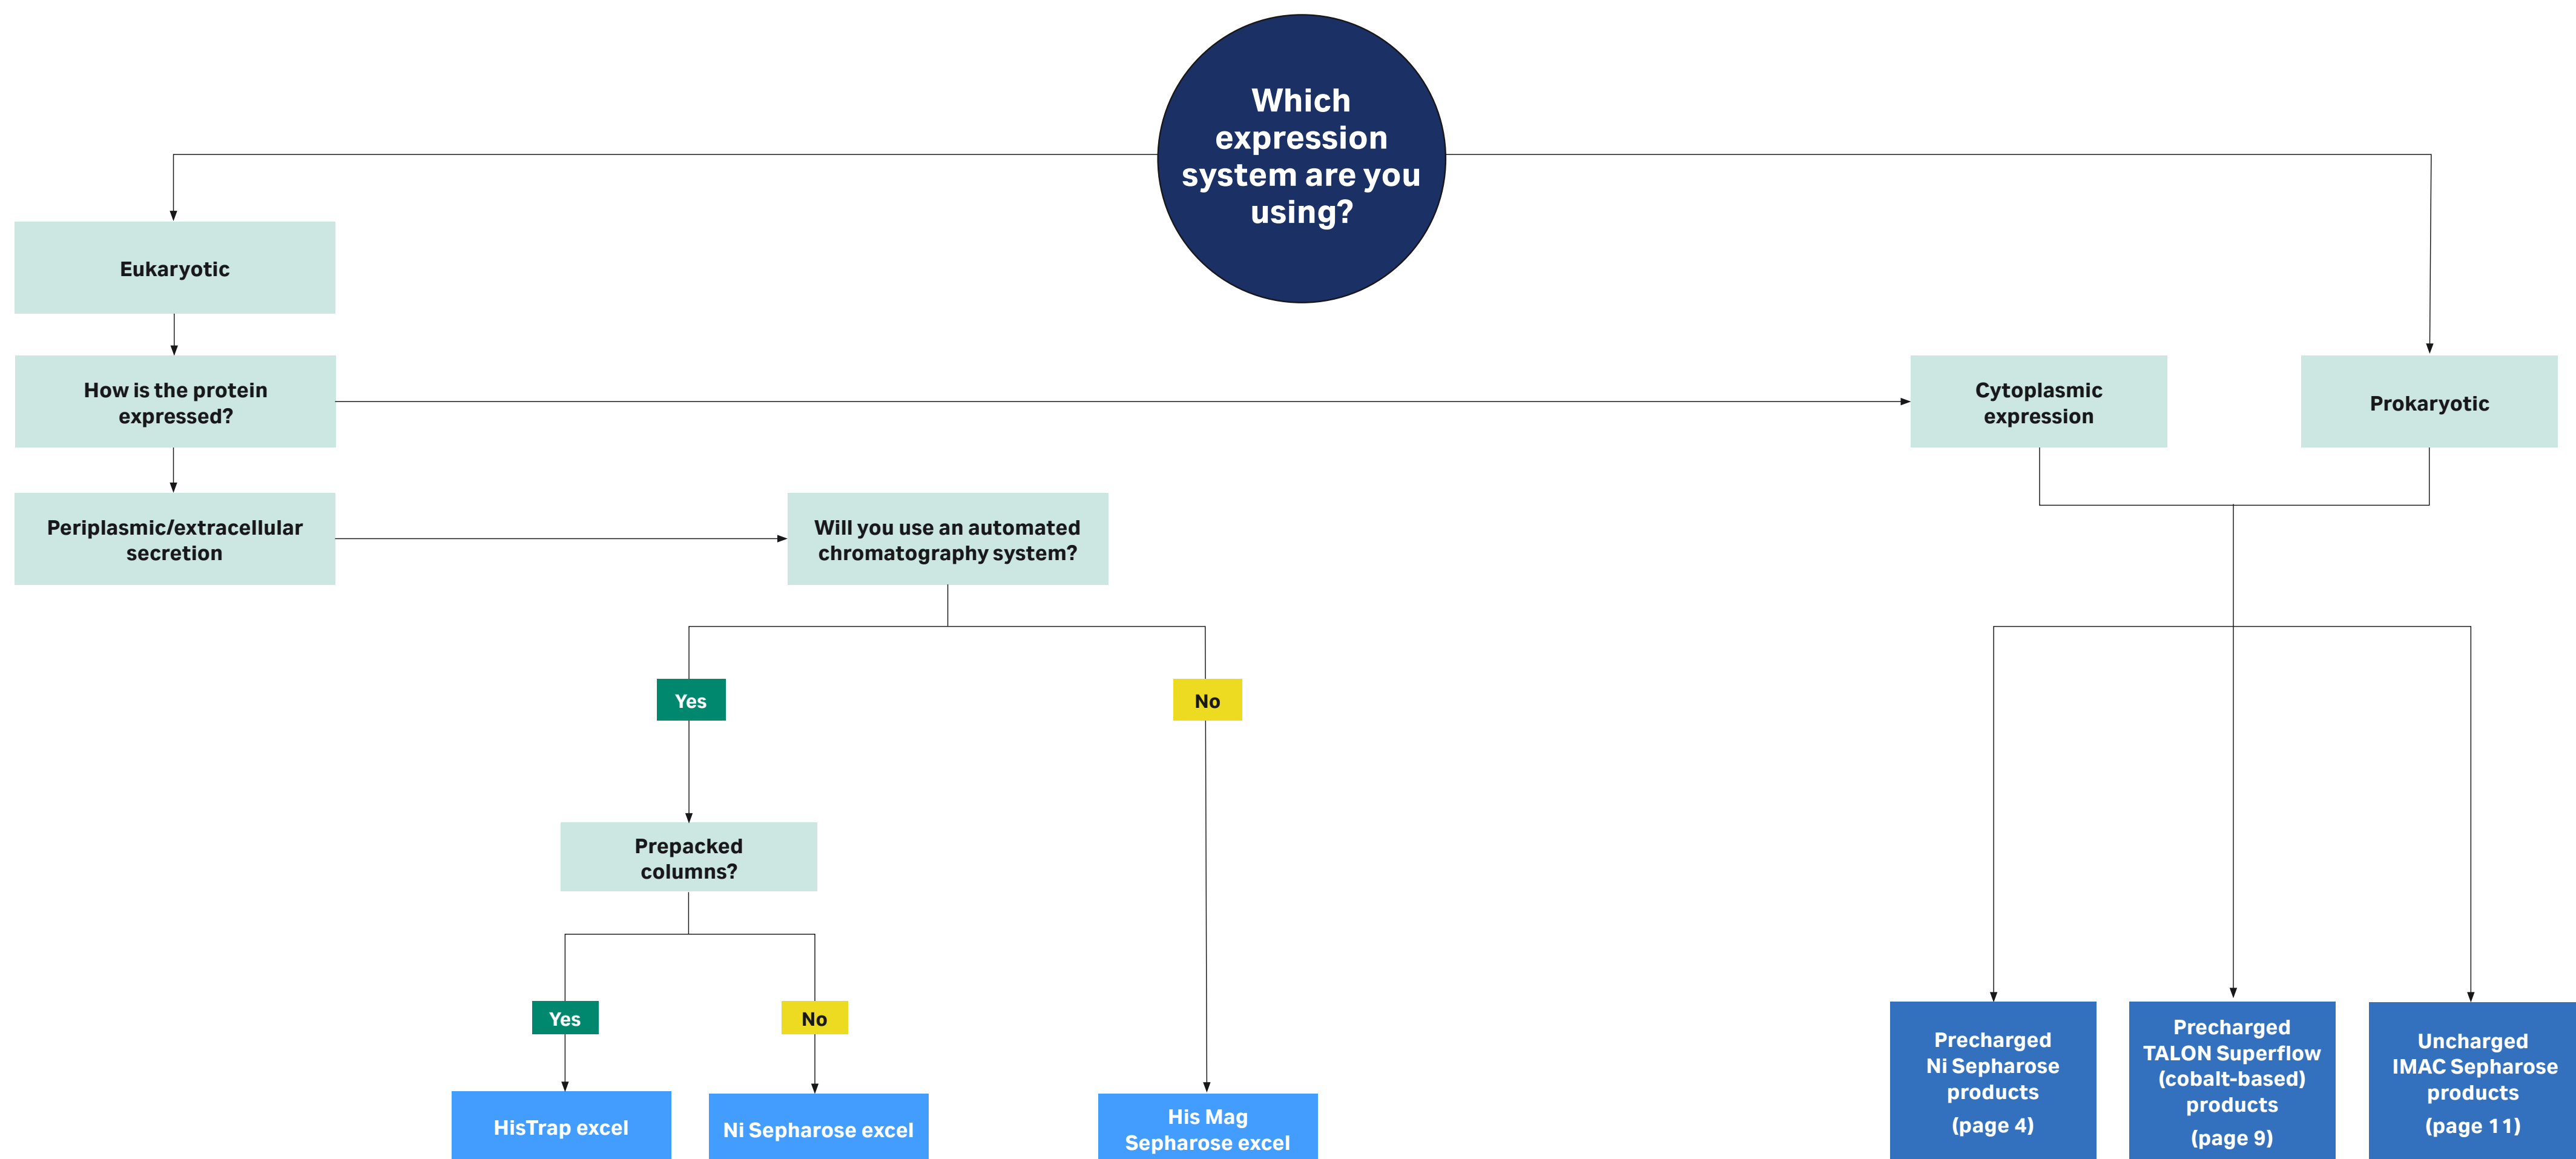 Which
expression
system are you
using?
Eukaryotic
How is the protein
expressed?
Cytoplasmic
expression
Prokaryotic
Periplasmic/extracellular
secretion
Will you use an automated
chromatography system?
Yes
No
Prepacked
columns?
Yes
No
HisTrap excel
Ni Sepharose excel
His Mag
Sepharose excel
Precharged
Ni Sepharose
products
(page 4)
Precharged
TALON Superflow
(cobalt-based)
products
(page 9)
Uncharged
IMAC Sepharose
products
(page 11)